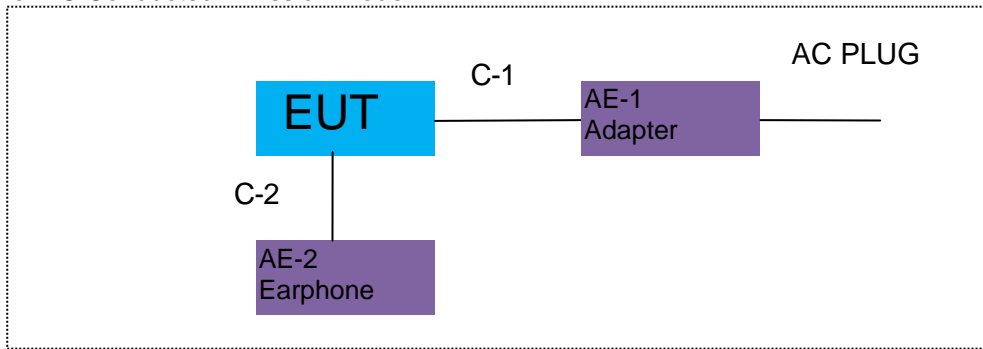 AC PLUG
C-1
EUT
AE-1
Adapter
C-2
AE-2
Earphone